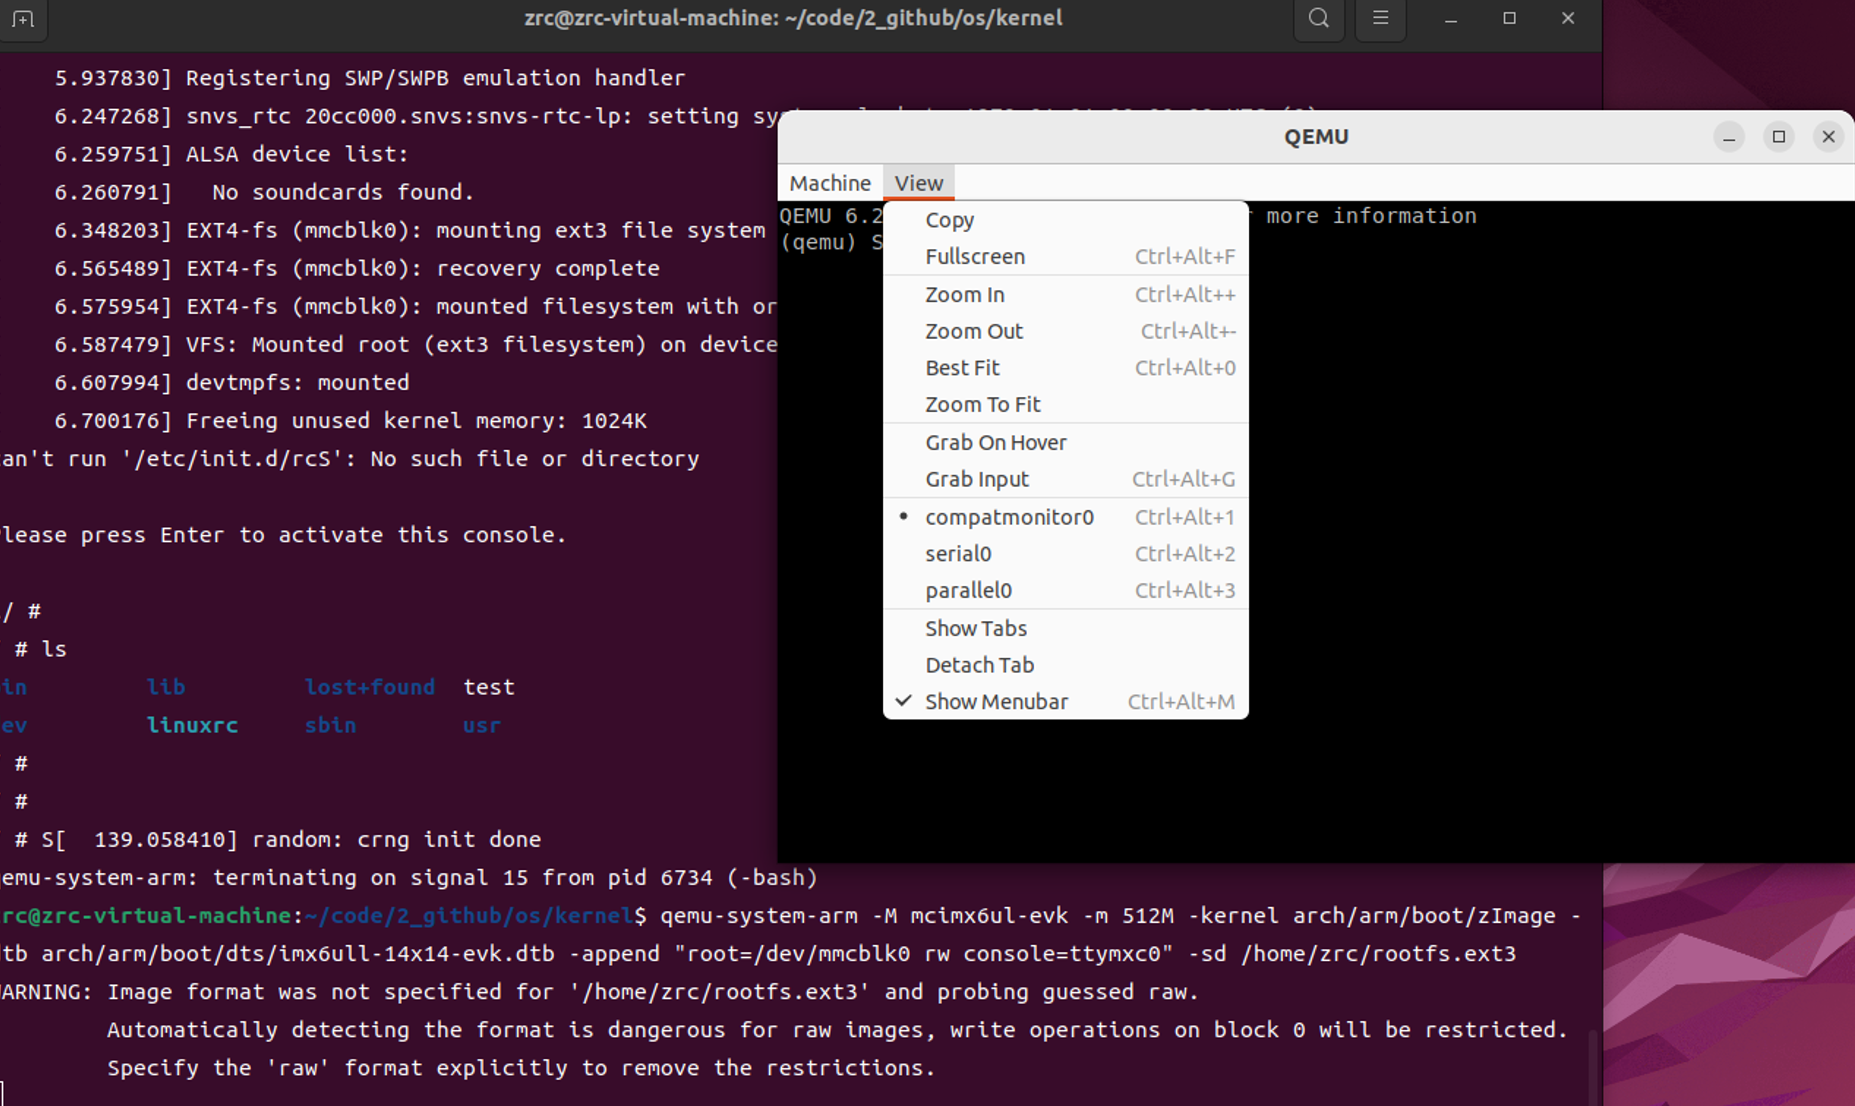 zrc@zrc-virtual-machine: ~/code/2_github/os/kernel
5.937830] Registering SWP/SWPB emulation handler
6.247268] snvs_rtc 20cc000.snvs:snvs-rtc-lp: setting sy
6.259751] ALSA device list:
6.260791]   No soundcards found.
6.348203] EXT4-fs (mmcblk0): mounting ext3 file system
6.565489] EXT4-fs (mmcblk0): recovery complete
6.575954] EXT4-fs (mmcblk0): mounted filesystem with or
6.587479] VFS: Mounted root (ext3 filesystem) on device
6.607994] devtmpfs: mounted
6.700176] Freeing unused kernel memory: 1024K
an't run '/etc/init.d/rcS': No such file or directory
lease press Enter to activate this console.
/ #
# ls
in lib lost+found test
ev linuxrc sbin usr
#
#
# S[  139.058410] random: crng init done
emu-system-arm: terminating on signal 15 from pid 6734 (-bash)
rc@zrc-virtual-machine:~/code/2_github/os/kernel$ qemu-system-arm -M mcimx6ul-evk -m 512M -kernel arch/arm/boot/zImage -
tb arch/arm/boot/dts/imx6ull-14x14-evk.dtb -append "root=/dev/mmcblk0 rw console=ttymxc0" -sd /home/zrc/rootfs.ext3
ARNING: Image format was not specified for '/home/zrc/rootfs.ext3' and probing guessed raw.
Automatically detecting the format is dangerous for raw images, write operations on block 0 will be restricted.
Specify the 'raw' format explicitly to remove the restrictions.
QEMU
Machine View
QEMU 6.2 more information
(qemu) S
Copy
Fullscreen Ctrl+Alt+F
Zoom In Ctrl+Alt++
Zoom Out Ctrl+Alt+-
Best Fit Ctrl+Alt+0
Zoom To Fit
Grab On Hover
Grab Input Ctrl+Alt+G
• compatmonitor0 Ctrl+Alt+1
serial0 Ctrl+Alt+2
parallel0 Ctrl+Alt+3
Show Tabs
Detach Tab
✓ Show Menubar Ctrl+Alt+M